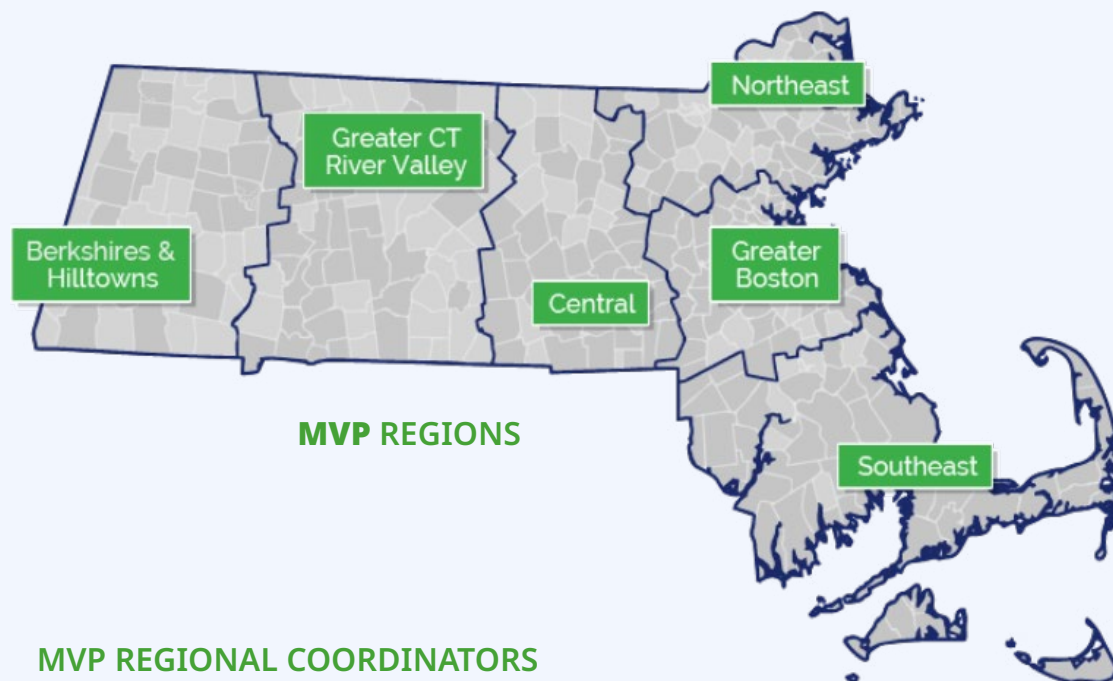 Northeast
Greater CT
River Valley
Berkshires &
Hilltowns
Greater
Boston
Central
MVP REGIONS
Southeast
MVP REGIONAL COORDINATORS